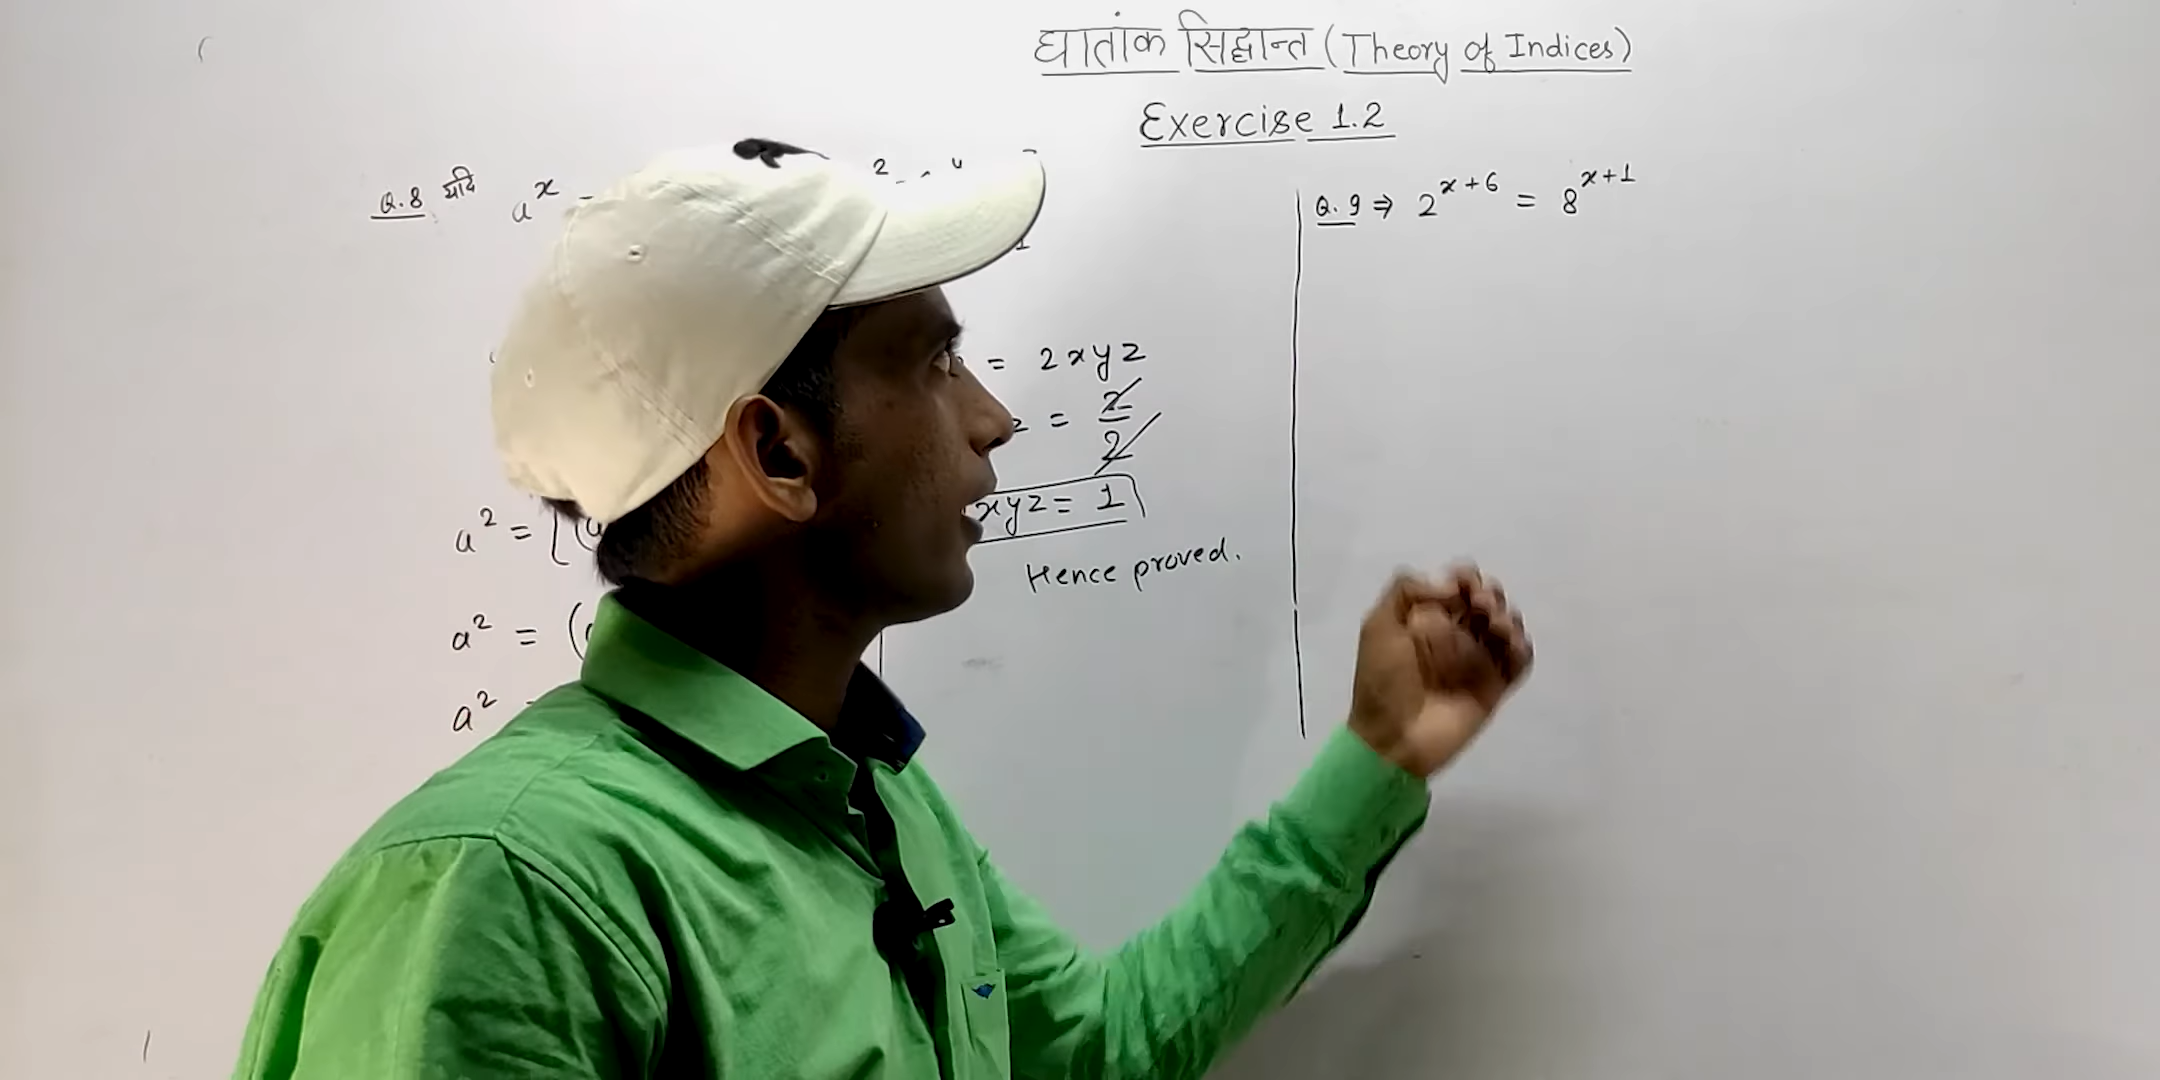 घातांक सिद्धान्त (Theory of Indices)
Exercise 1.2
Q.8 यदि a^x
= 2xyz
= 2/2
xyz = 1
Hence proved.
a² = [(a
a² = (
a²
Q.9 ⇒ 2^(x+6) = 8^(x+1)